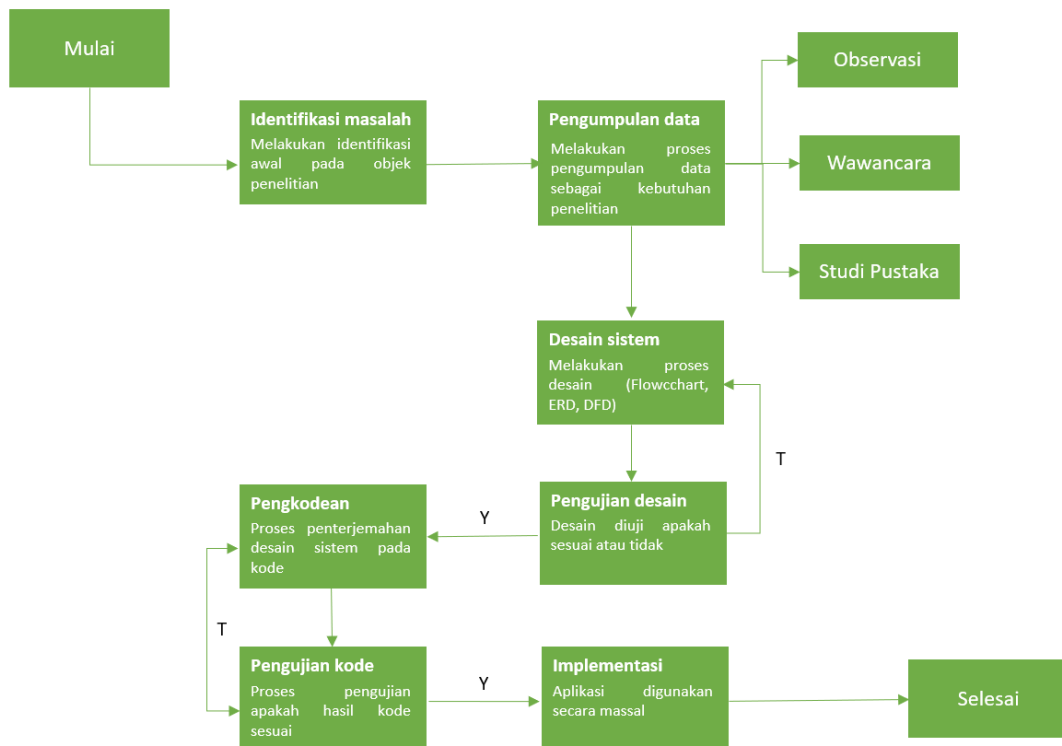 Mulai
Observasi
Identifikasi masalah
Melakukan identifikasi
awal pada objek
penelitian
Pengumpulan data
Melakukan proses
pengumpulan data
sebagai kebutuhan
penelitian
Wawancara
Studi Pustaka
Desain sistem
Melakukan proses
desain (Flowcchart,
ERD, DFD)
T
Pengkodean
Proses penterjemahan
desain sistem pada
kode
Y
Pengujian desain
Desain diuji apakah
sesuai atau tidak
T
Pengujian kode
Proses pengujian
apakah hasil kode
sesuai
Y
Implementasi
Aplikasi digunakan
secara massal
Selesai